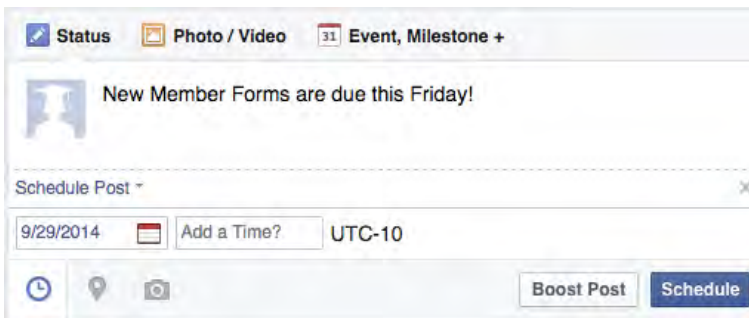 Status Photo / Video 31 Event, Milestone +
New Member Forms are due this Friday!
Schedule Post
9/29/2014 Add a Time? UTC-10
Boost Post Schedule